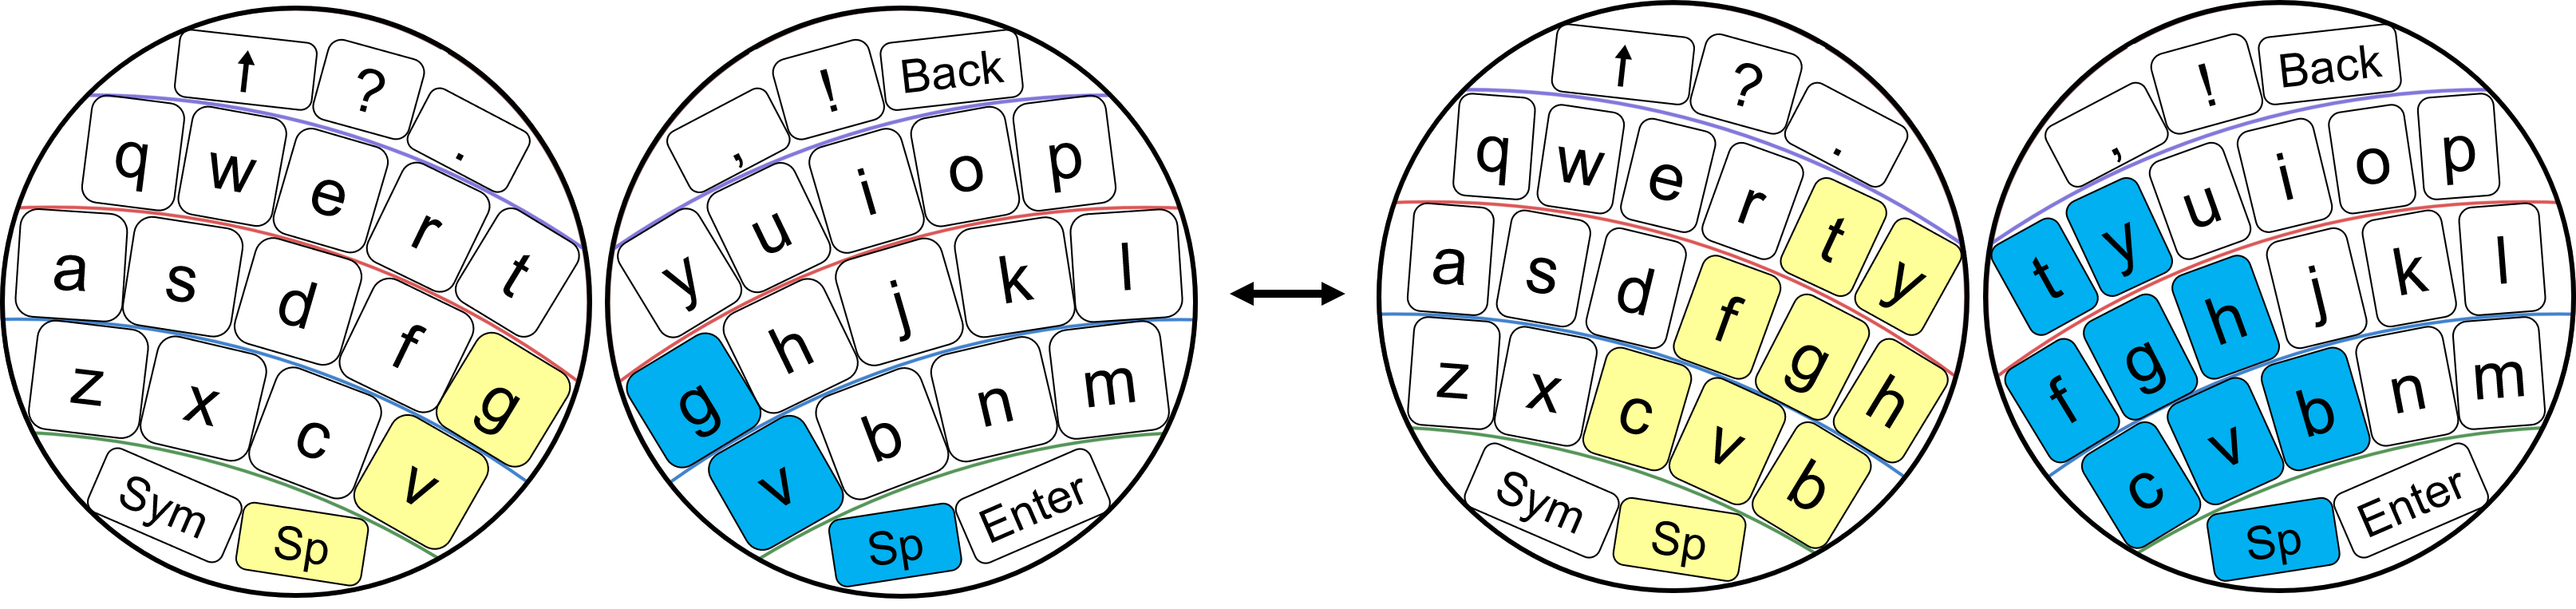 ↑ ? .
q w e r t
a s d f g
z x c v
Sym Sp
, ! Back
y u i o p
g h j k l
v b n m
Sp Enter
↑ ? .
q w e r t y
a s d f g h
z x c v b
Sym Sp
, ! Back
t y u i o p
f g h j k l
c v b n m
Sp Enter